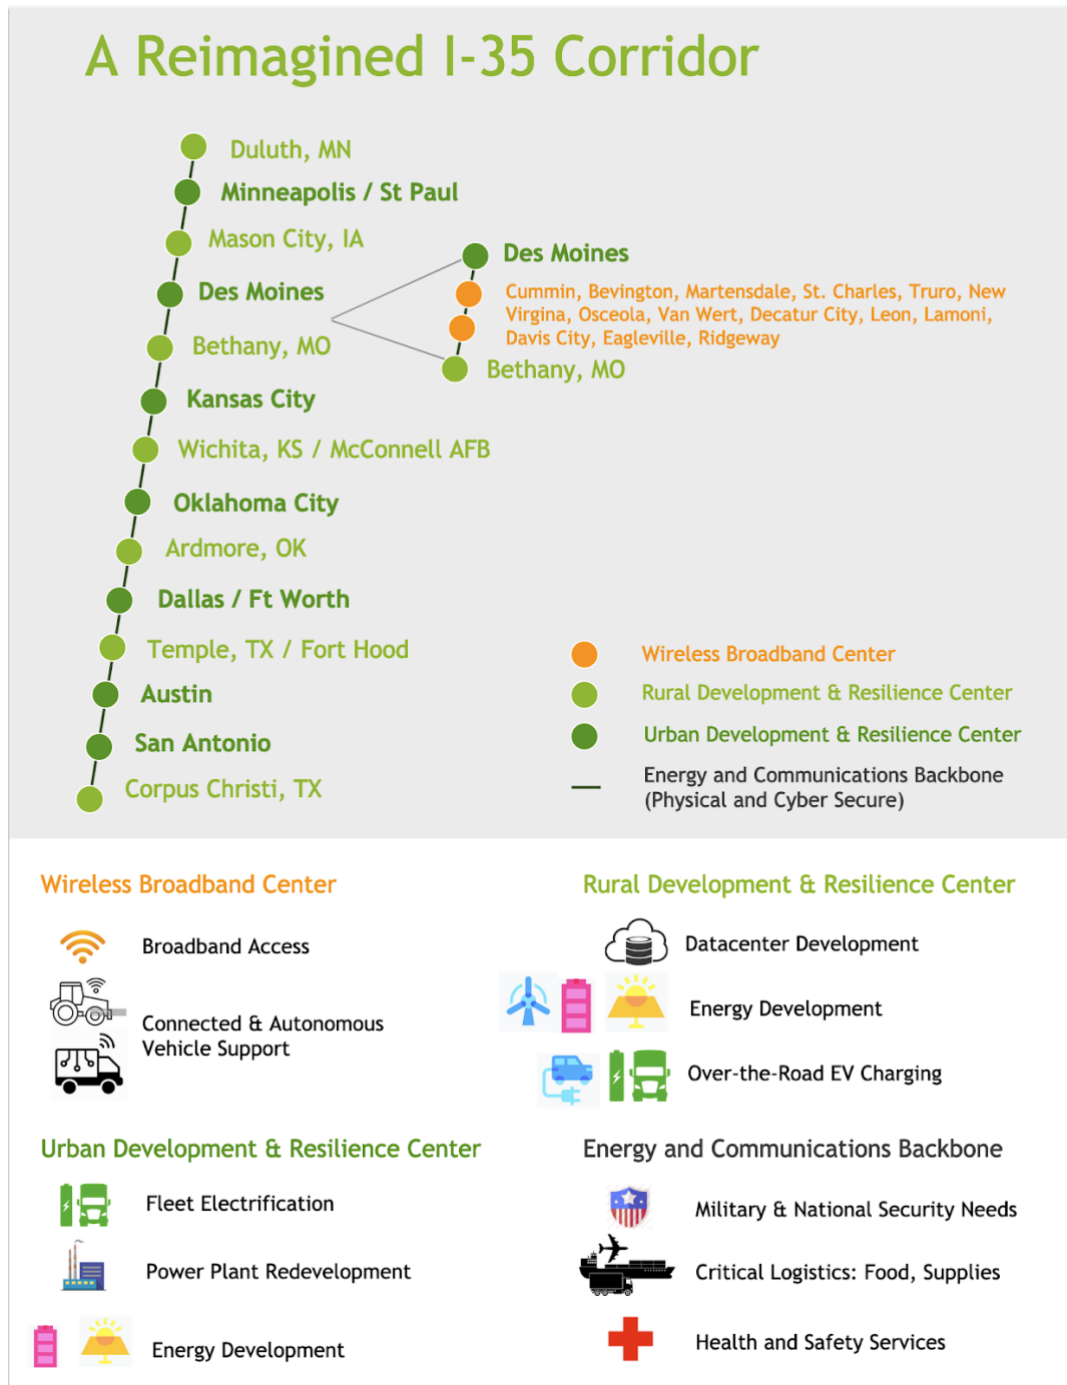 A Reimagined I-35 Corridor
Duluth, MN
Minneapolis / St Paul
Mason City, IA
Des Moines
Bethany, MO
Kansas City
Wichita, KS / McConnell AFB
Oklahoma City
Ardmore, OK
Dallas / Ft Worth
Temple, TX / Fort Hood
Austin
San Antonio
Corpus Christi, TX
Des Moines
Cummin, Bevington, Martensdale, St. Charles, Truro, New
Virgina, Osceola, Van Wert, Decatur City, Leon, Lamoni,
Davis City, Eagleville, Ridgeway
Bethany, MO
Wireless Broadband Center
Rural Development & Resilience Center
Urban Development & Resilience Center
Energy and Communications Backbone
(Physical and Cyber Secure)
Wireless Broadband Center
Broadband Access
Connected & Autonomous
Vehicle Support
Rural Development & Resilience Center
Datacenter Development
Energy Development
Over-the-Road EV Charging
Urban Development & Resilience Center
Fleet Electrification
Power Plant Redevelopment
Energy Development
Energy and Communications Backbone
Military & National Security Needs
Critical Logistics: Food, Supplies
Health and Safety Services